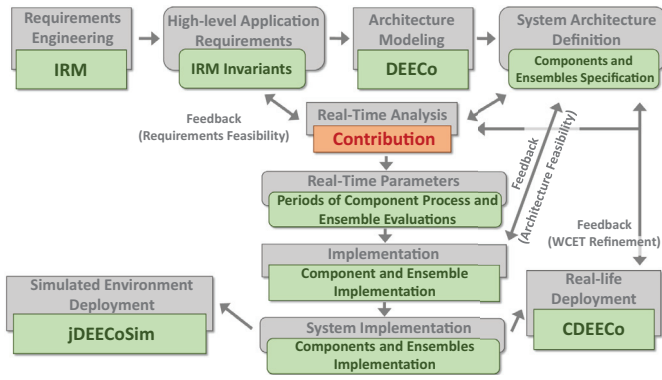 Requirements
Engineering
IRM
High-level Application
Requirements
IRM Invariants
Architecture
Modeling
DEECo
System Architecture
Definition
Components
and Ensembles Specification
Feedback
(Requirements Feasibility)
Real-Time Analysis
Contribution
Feedback
(Architecture Feasibility)
Real-Time Parameters
Periods of Component Process and
Ensemble Evaluations
Feedback
(WCET Refinement)
Implementation
Component and Ensemble
Implementation
Simulated Environment
Deployment
jDEECoSim
Real-life
Deployment
CDEECo
System Implementation
Components and Ensembles
Implementation